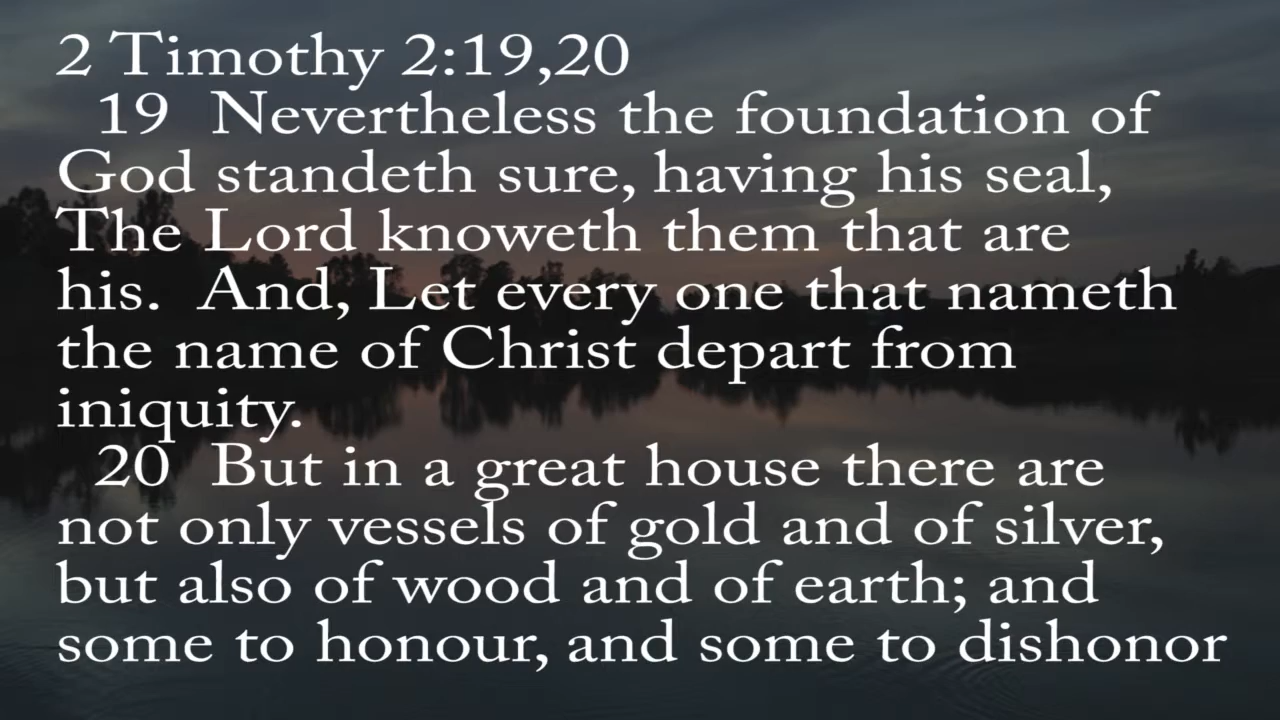 2 Timothy 2:19,20
19 Nevertheless the foundation of
God standeth sure, having his seal,
The Lord knoweth them that are
his. And, Let every one that nameth
the name of Christ depart from
iniquity.
20 But in a great house there are
not only vessels of gold and of silver,
but also of wood and of earth; and
some to honour, and some to dishonor